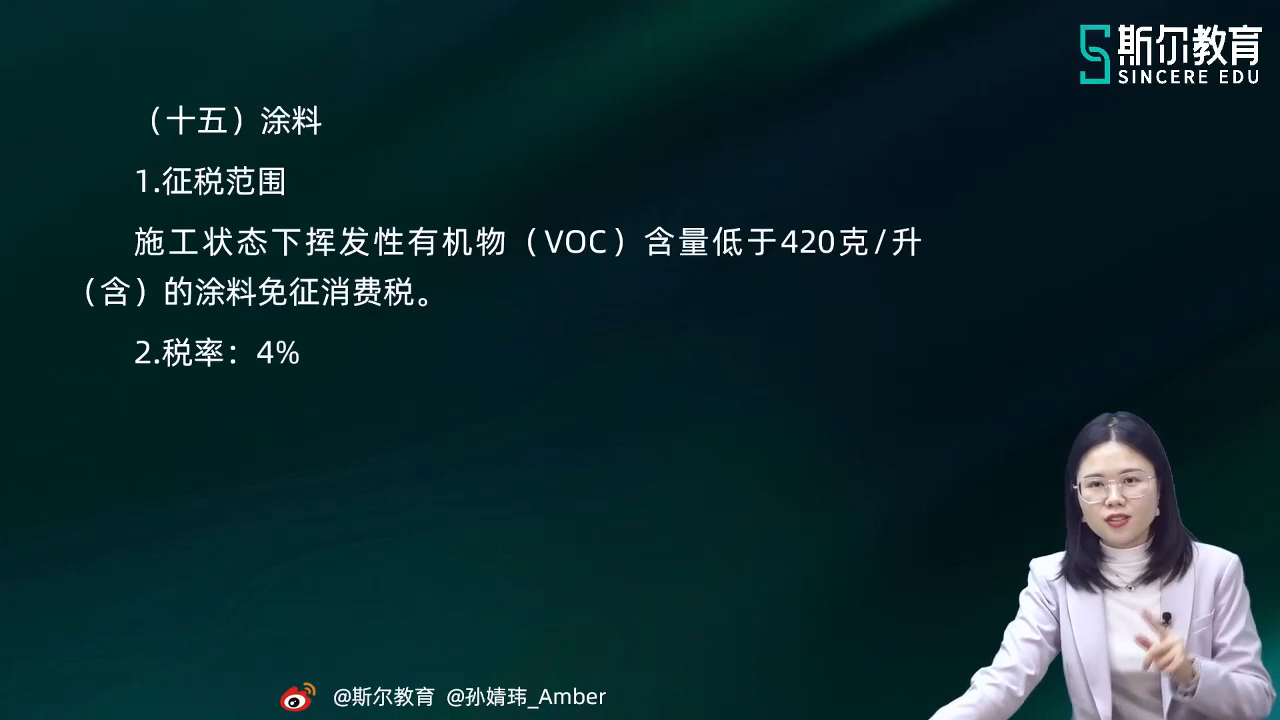 斯尔教育
SINCERE EDU
（十五）涂料
1.征税范围
施工状态下挥发性有机物（VOC）含量低于420克/升
（含）的涂料免征消费税。
2.税率：4%
@斯尔教育 @孙婧玮_Amber